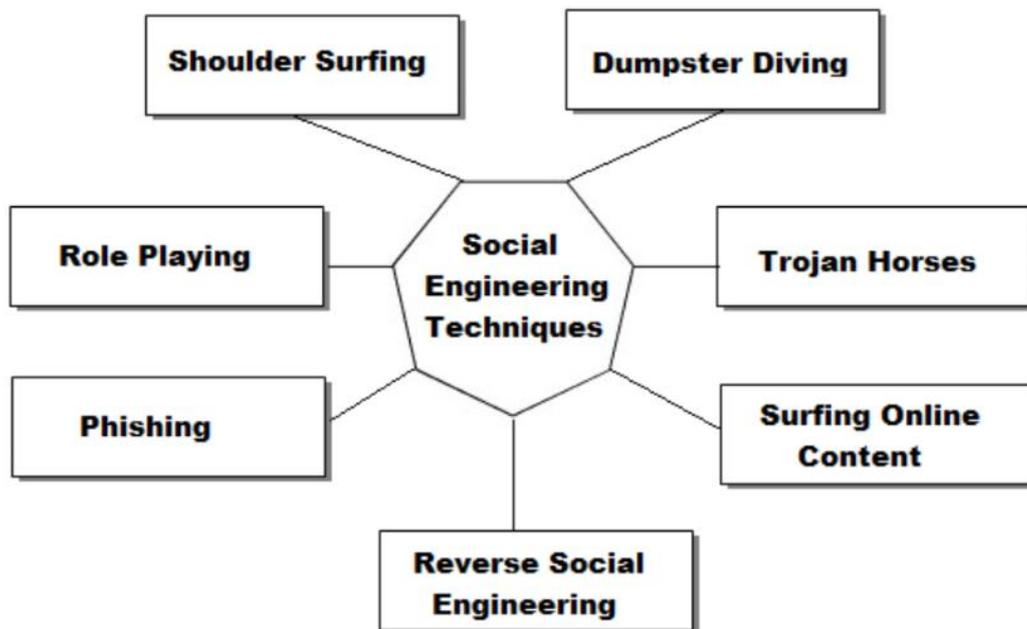 Shoulder Surfing
Dumpster Diving
Role Playing
Social
Engineering
Techniques
Trojan Horses
Phishing
Surfing Online
Content
Reverse Social
Engineering